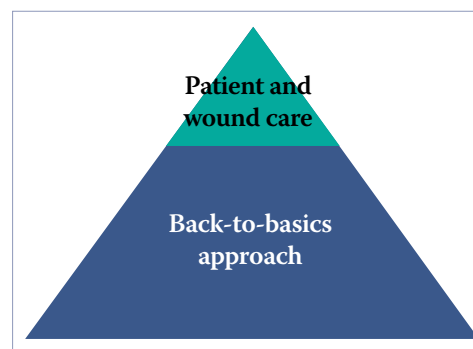 Patient and
wound care
Back-to-basics
approach